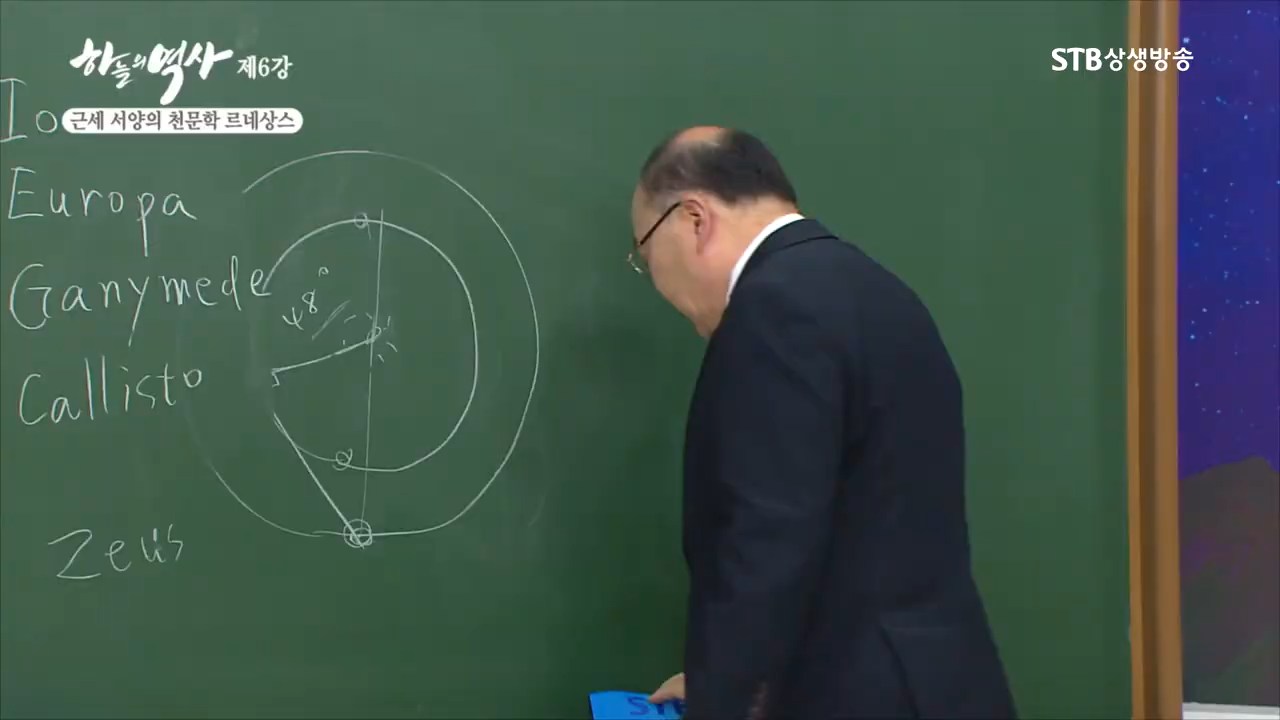 하늘의 역사 제6강
STB상생방송
근세 서양의 천문학 르네상스
Io
Europa
Ganymede
Callisto
48°
Zeus